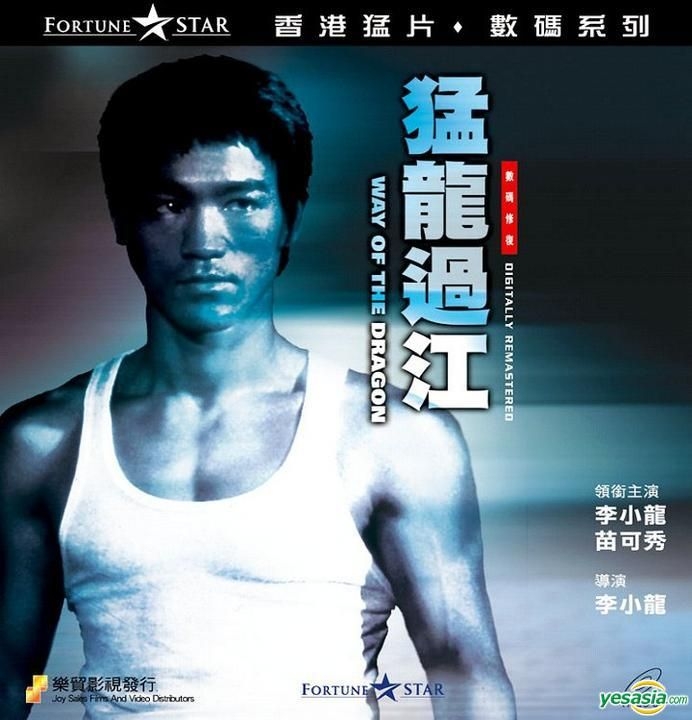 FORTUNE STAR
香港猛片 • 數碼系列
猛龍過江
WAY OF THE DRAGON
數碼修復
DIGITALLY REMASTERED
領銜主演
李小龍
苗可秀
導演
李小龍
樂貿影視發行
Joy Sales Films And Video Distributors
FORTUNE STAR
yesasia.com